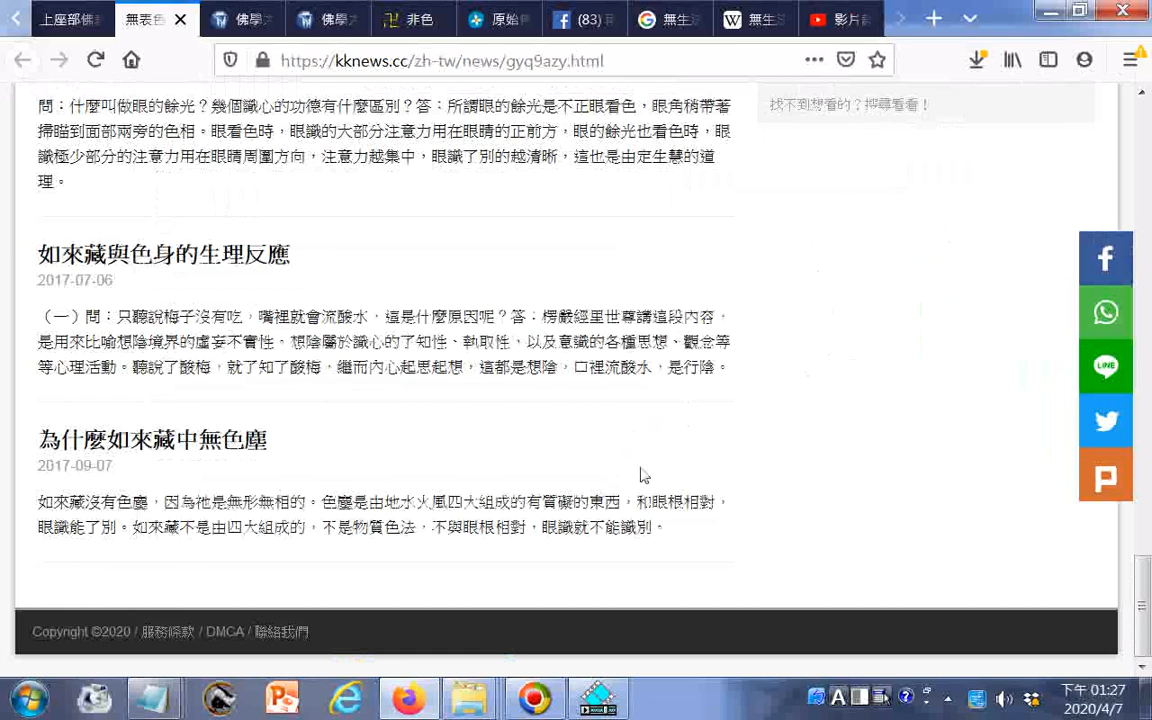 上座部佛
無表色
佛學
佛學
非色
原始
(83)
無生
無生
影片
https://kknews.cc/zh-tw/news/gyq9azy.html
問：什麼叫做眼的餘光？幾個識心的功德有什麼區別？答：所謂眼的餘光是不正眼看色，眼角稍帶著
掃瞄到面部兩旁的色相。眼看色時，眼識的大部分注意力用在眼睛的正前方，眼的餘光也看色時，眼
識極少部分的注意力用在眼睛周圍方向，注意力越集中，眼識了別的越清晰，這也是由定生慧的道
理。
找不到想看的？搜尋看看！
如來藏與色身的生理反應
2017-07-06
（一）問：只聽說梅子沒有吃，嘴裡就會流酸水，這是什麼原因呢？答：楞嚴經里世尊講這段內容，
是用來比喻想陰境界的虛妄不實性。想陰屬於識心的了知性、執取性，以及意識的各種思想、觀念等
等心理活動。聽說了酸梅，就了知了酸梅，繼而內心起思起想，這都是想陰，口裡流酸水，是行陰。
為什麼如來藏中無色塵
2017-09-07
如來藏沒有色塵，因為祂是無形無相的。色塵是由地水火風四大組成的有質礙的東西，和眼根相對，
眼識能了別。如來藏不是由四大組成的，不是物質色法，不與眼根相對，眼識就不能識別。
Copyright ©2020 / 服務條款 / DMCA / 聯絡我們
LINE
下午 01:27
2020/4/7